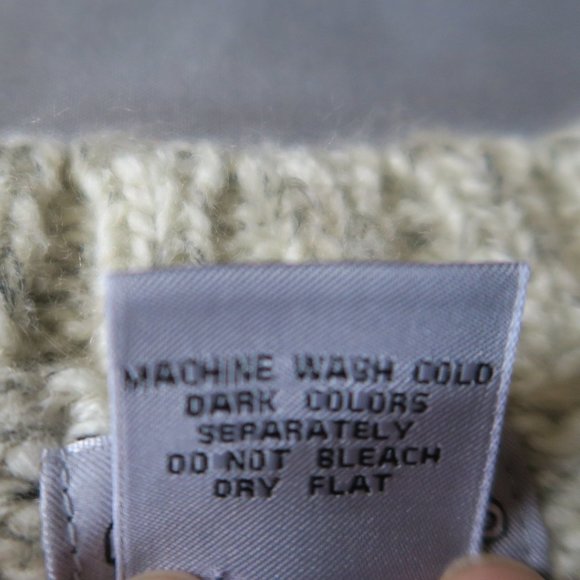 MACHINE WASH COLD
DARK COLORS
SEPARATELY
DO NOT BLEACH
DRY FLAT